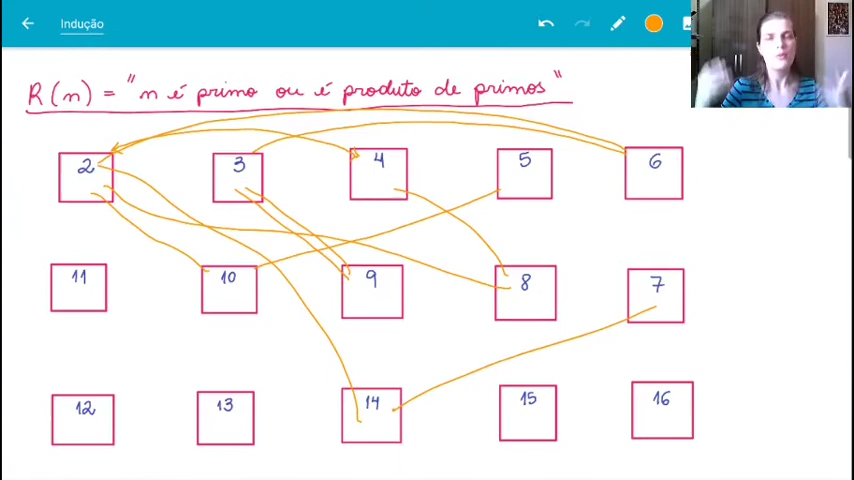 Indução
R(n) = "n é primo ou é produto de primos"
2 3 4 5 6
11 10 9 8 7
12 13 14 15 16